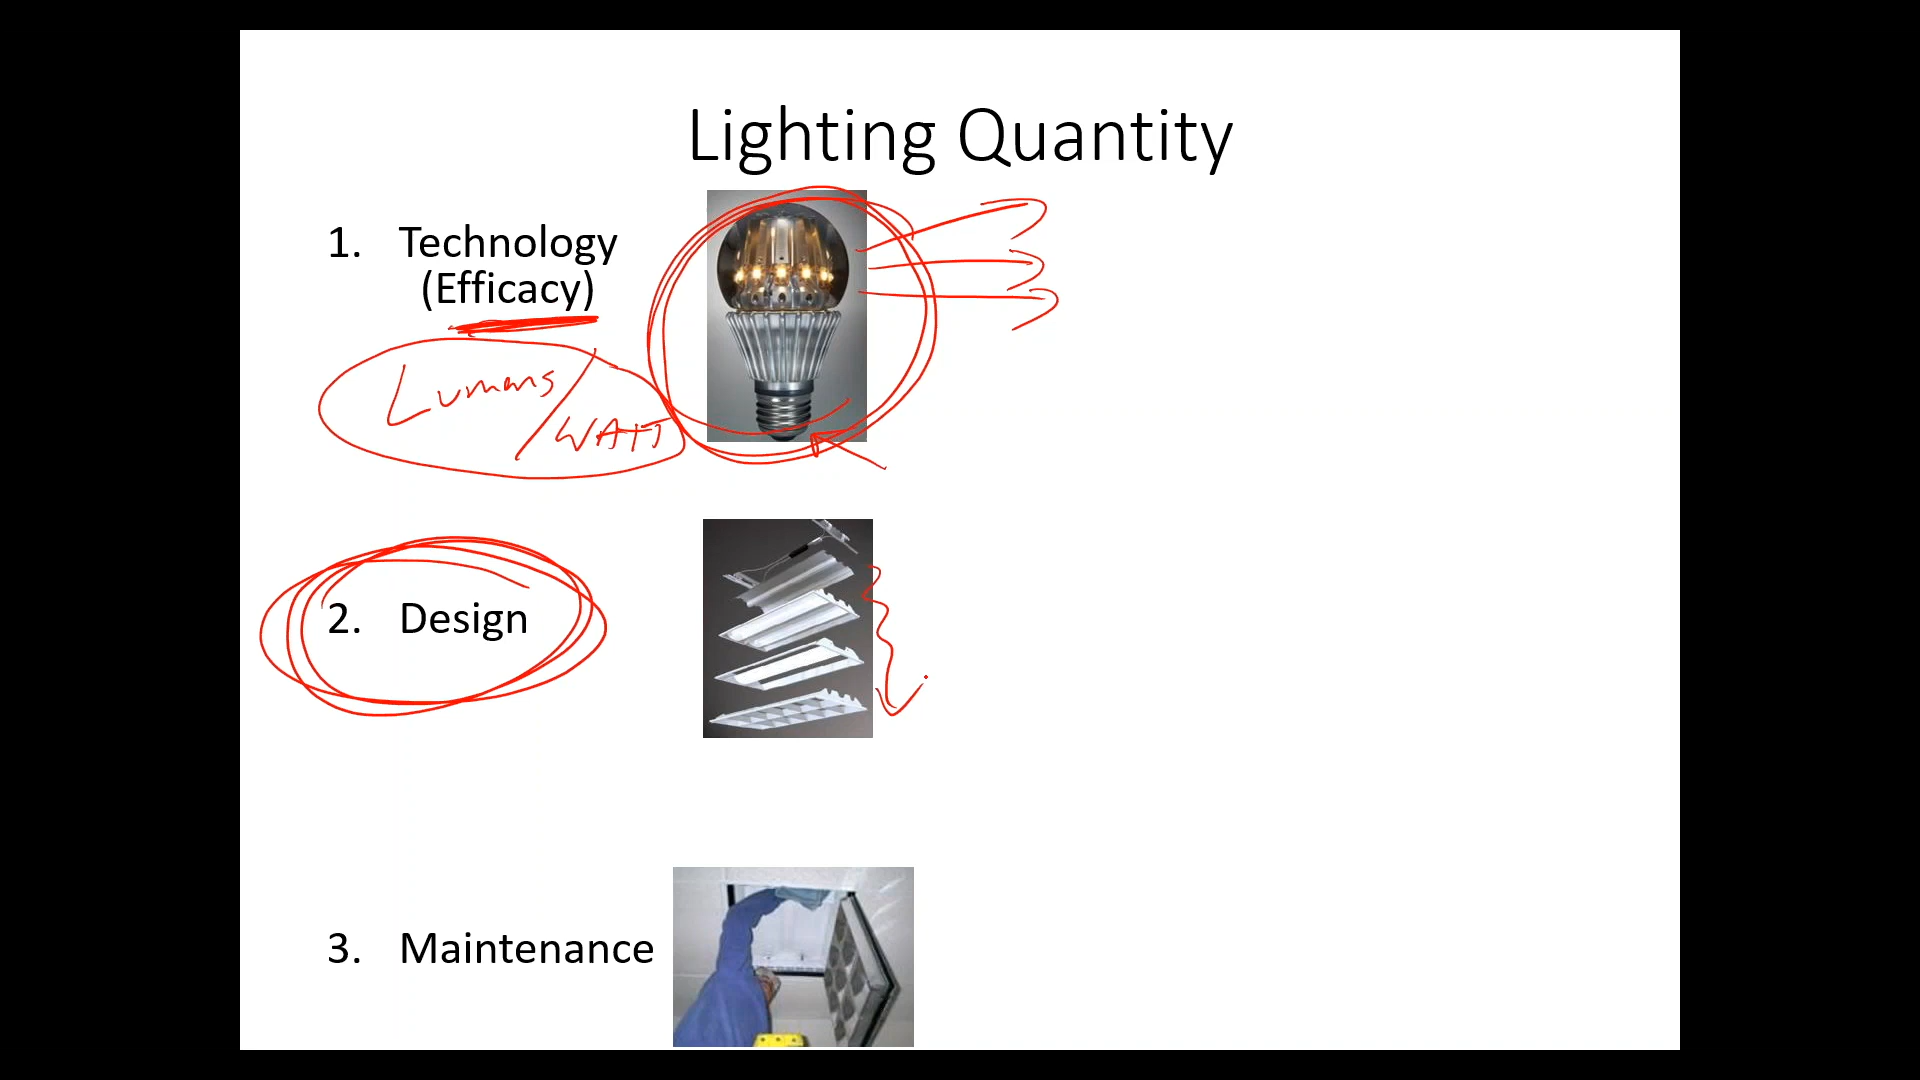 Lighting Quantity
1. Technology
(Efficacy)
Lumens/
WATT
2. Design
3. Maintenance